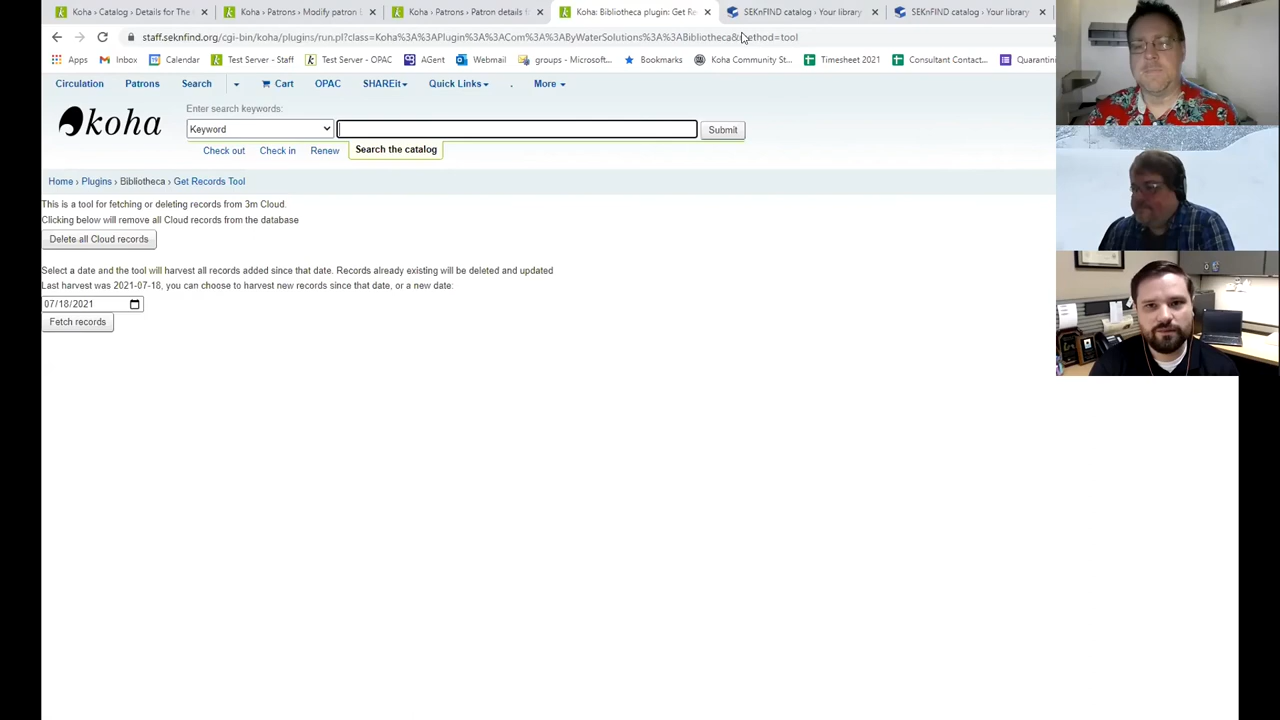 Koha › Catalog › Details for The
Koha › Patrons › Modify patron
Koha › Patrons › Patron details f
Koha: Bibliotheca plugin: Get Re
SEKnFIND catalog › Your library
SEKnFIND catalog › Your library
staff.seknfind.org/cgi-bin/koha/plugins/run.pl?class=Koha%3A%3APlugin%3A%3ACom%3A%3AByWaterSolutions%3A%3ABibliotheca&method=tool
Apps
Inbox
Calendar
Test Server - Staff
Test Server - OPAC
AGent
Webmail
groups - Microsoft...
Bookmarks
Koha Community St...
Timesheet 2021
Consultant Contact...
Quarantin
Circulation
Patrons
Search
Cart
OPAC
SHAREit
Quick Links
.
More
koha
Enter search keywords:
Keyword
Submit
Check out
Check in
Renew
Search the catalog
Home › Plugins › Bibliotheca › Get Records Tool
This is a tool for fetching or deleting records from 3m Cloud.
Clicking below will remove all Cloud records from the database
Delete all Cloud records
Select a date and the tool will harvest all records added since that date. Records already existing will be deleted and updated
Last harvest was 2021-07-18, you can choose to harvest new records since that date, or a new date:
07/18/2021
Fetch records